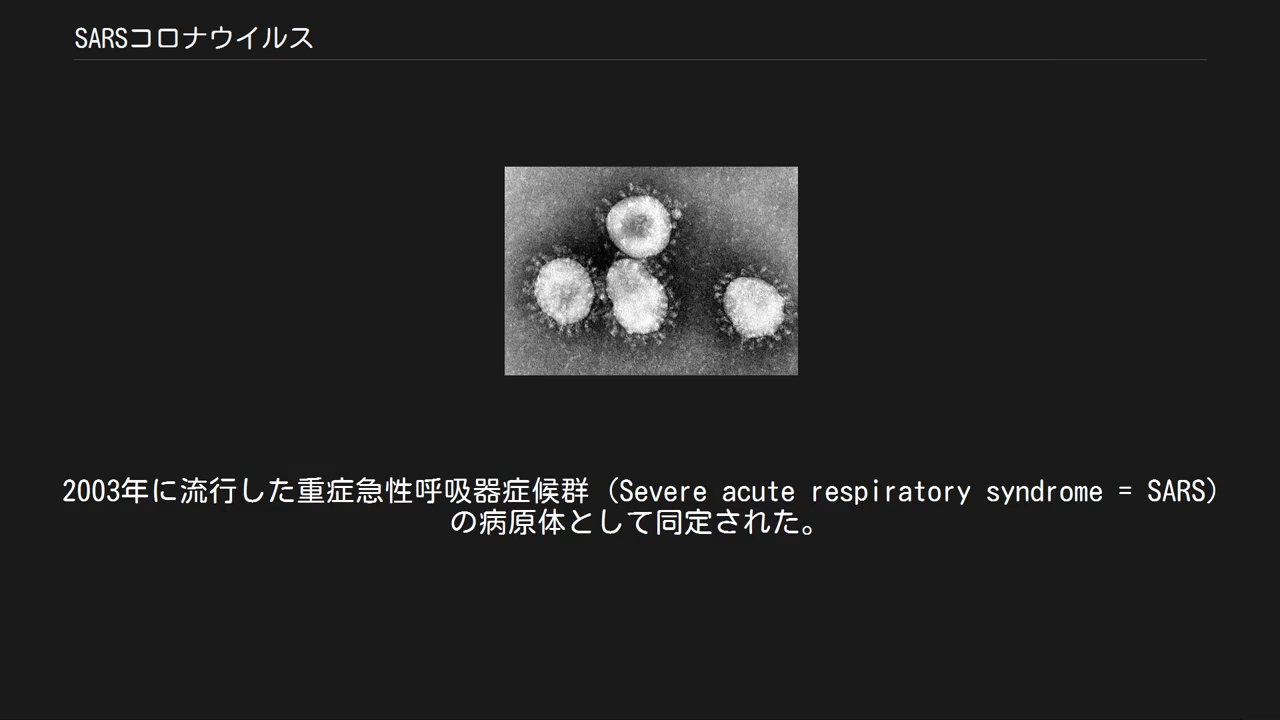 SARSコロナウイルス
2003年に流行した重症急性呼吸器症候群（Severe acute respiratory syndrome = SARS）
の病原体として同定された。